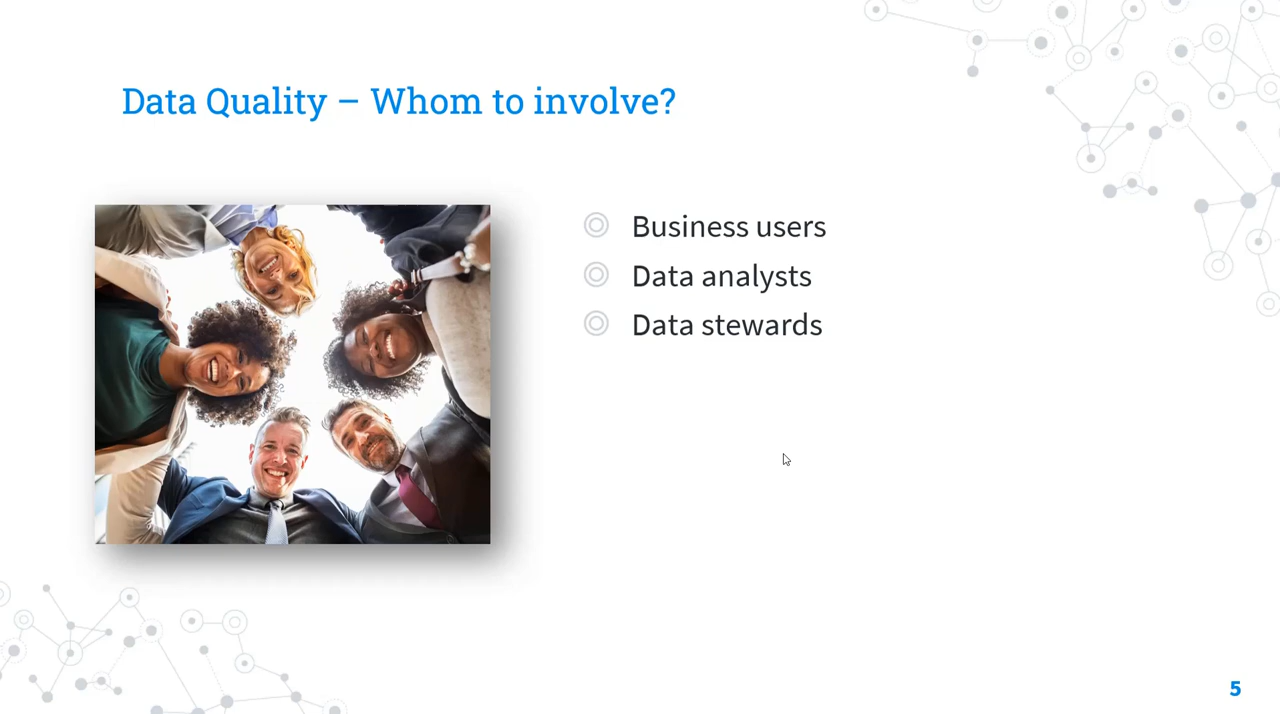 Data Quality – Whom to involve?
Business users
Data analysts
Data stewards
5